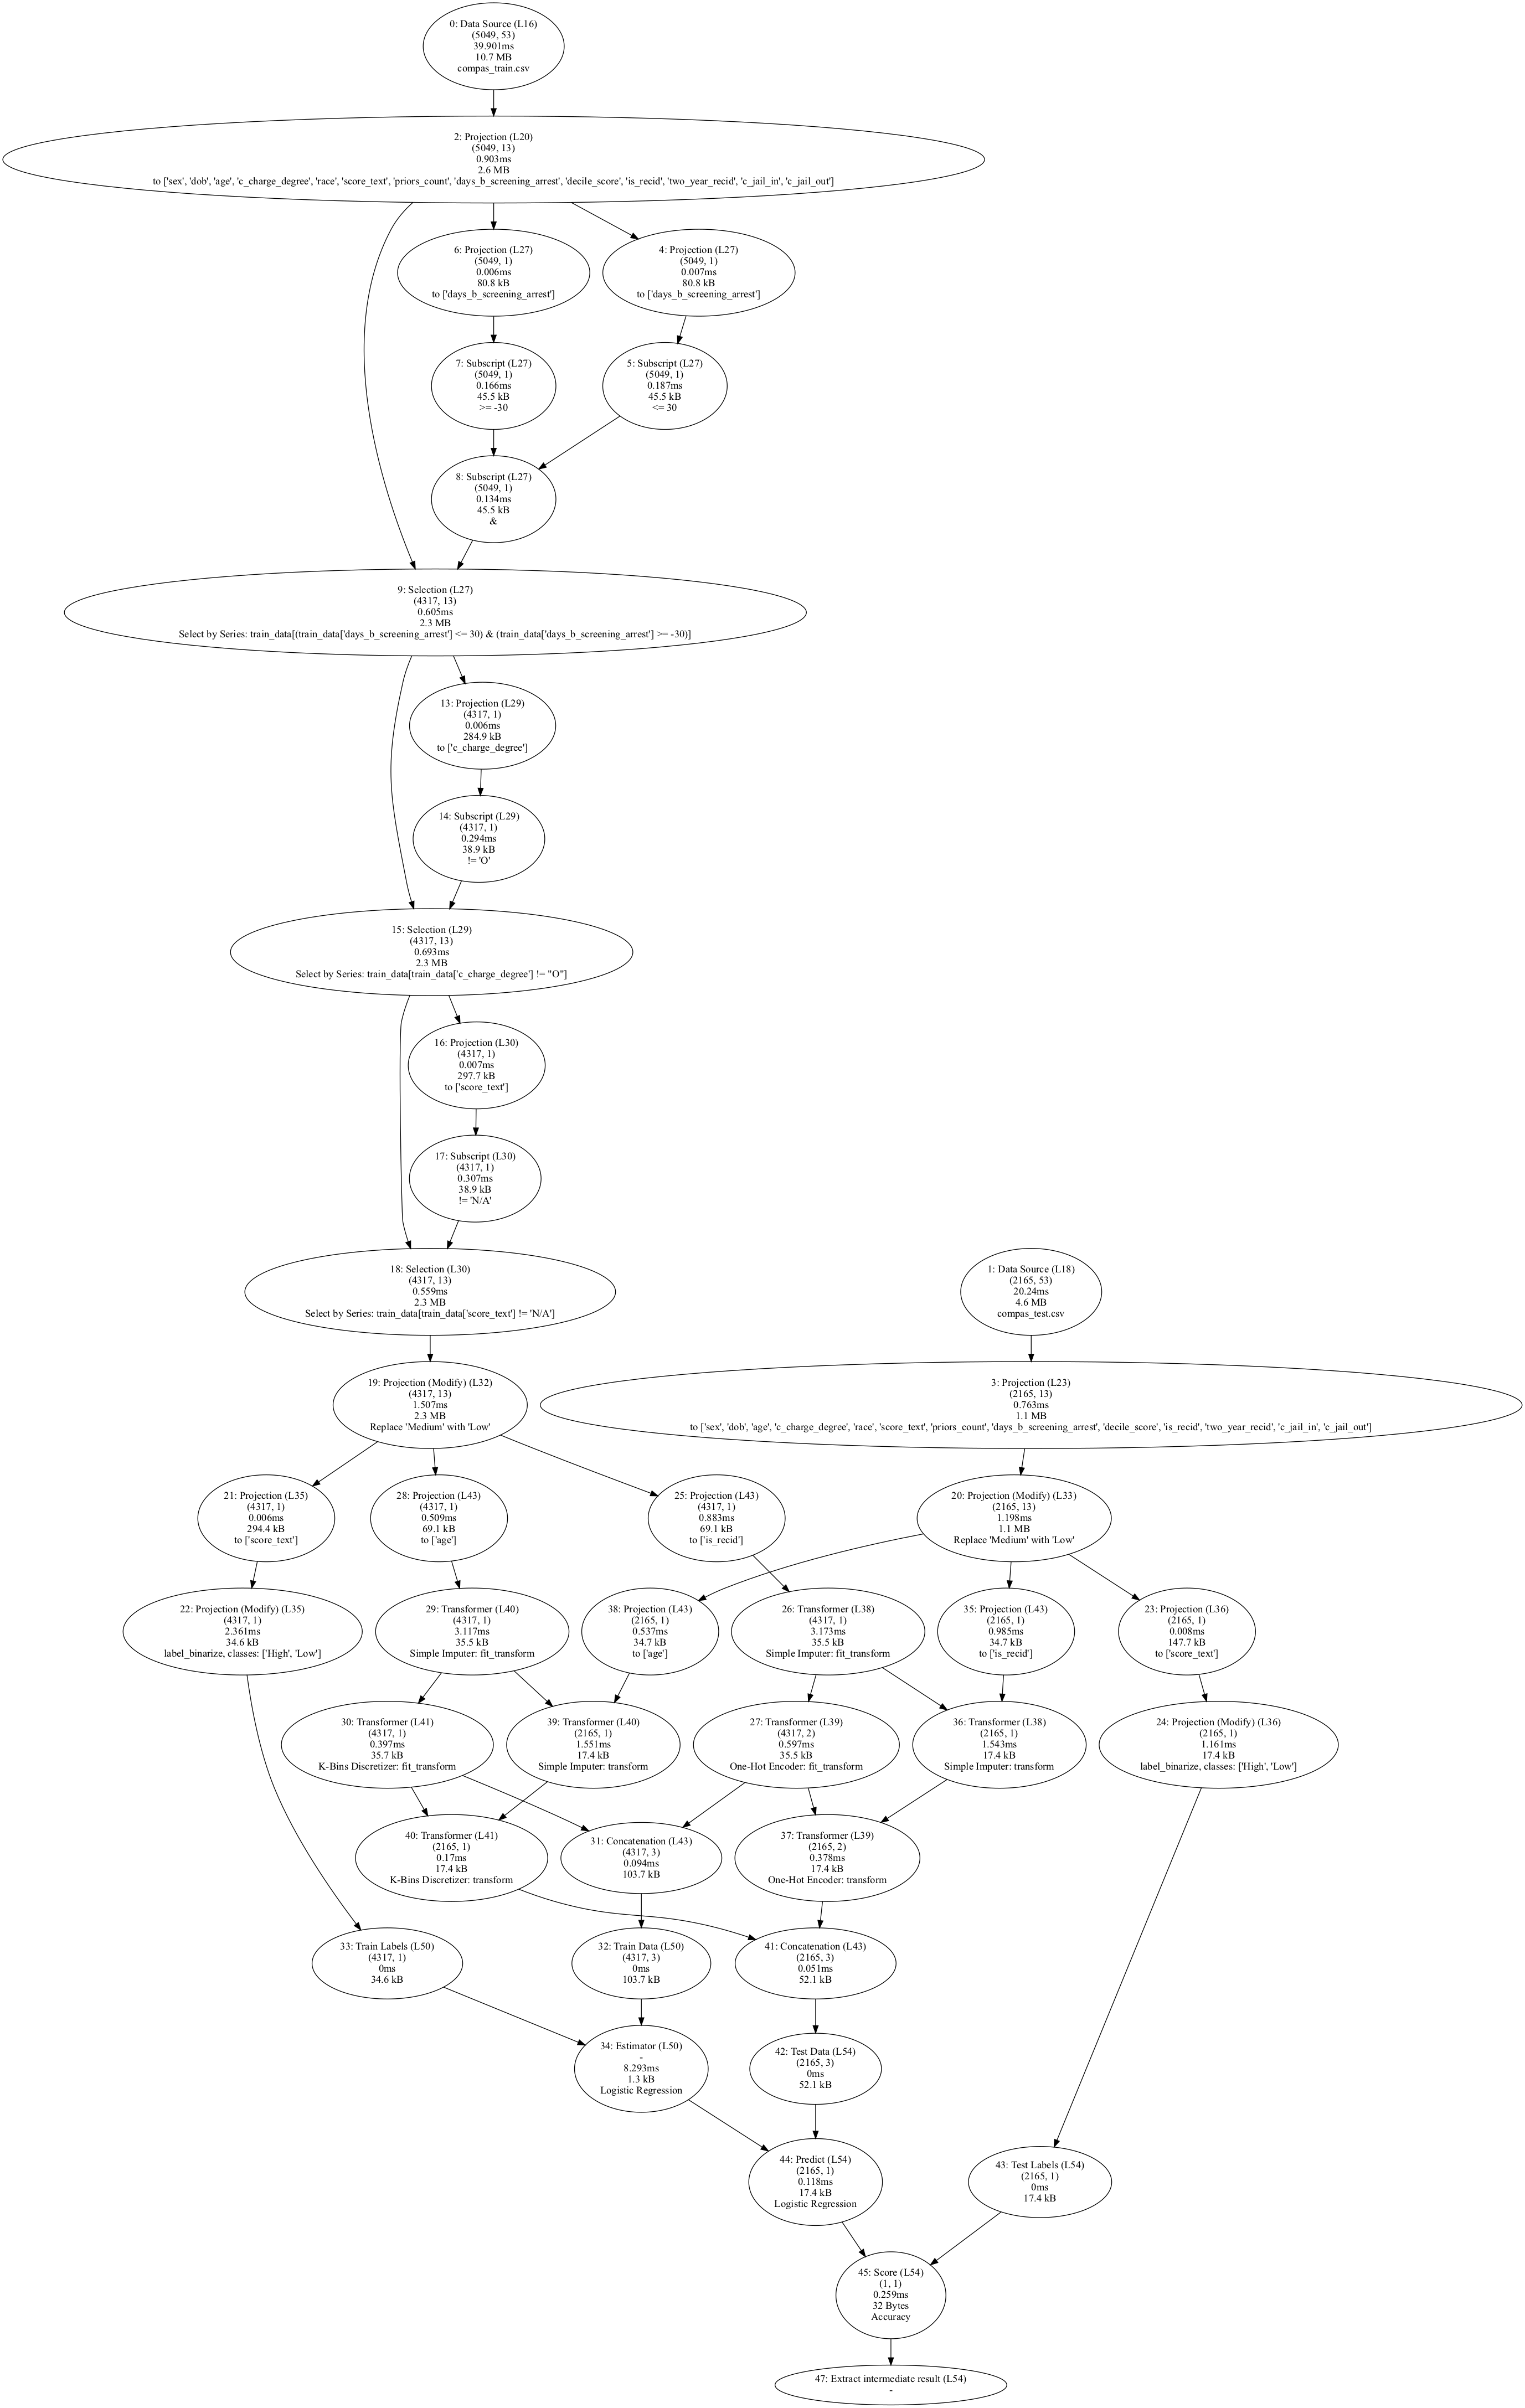 0: Data Source (L16)
(5049, 53)
39.901ms
10.7 MB
compas_train.csv
2: Projection (L20)
(5049, 13)
0.903ms
2.6 MB
to ['sex', 'dob', 'age', 'c_charge_degree', 'race', 'score_text', 'priors_count', 'days_b_screening_arrest', 'decile_score', 'is_recid', 'two_year_recid', 'c_jail_in', 'c_jail_out']
6: Projection (L27)
(5049, 1)
0.006ms
80.8 kB
to ['days_b_screening_arrest']
4: Projection (L27)
(5049, 1)
0.007ms
80.8 kB
to ['days_b_screening_arrest']
7: Subscript (L27)
(5049, 1)
0.166ms
45.5 kB
>= -30
5: Subscript (L27)
(5049, 1)
0.187ms
45.5 kB
<= 30
8: Subscript (L27)
(5049, 1)
0.134ms
45.5 kB
&
9: Selection (L27)
(4317, 13)
0.605ms
2.3 MB
Select by Series: train_data[(train_data['days_b_screening_arrest'] <= 30) & (train_data['days_b_screening_arrest'] >= -30)]
13: Projection (L29)
(4317, 1)
0.006ms
284.9 kB
to ['c_charge_degree']
14: Subscript (L29)
(4317, 1)
0.294ms
38.9 kB
!= 'O'
15: Selection (L29)
(4317, 13)
0.693ms
2.3 MB
Select by Series: train_data[train_data['c_charge_degree'] != "O"]
16: Projection (L30)
(4317, 1)
0.007ms
297.7 kB
to ['score_text']
17: Subscript (L30)
(4317, 1)
0.307ms
38.9 kB
!= 'N/A'
18: Selection (L30)
(4317, 13)
0.559ms
2.3 MB
Select by Series: train_data[train_data['score_text'] != 'N/A']
1: Data Source (L18)
(2165, 53)
20.24ms
4.6 MB
compas_test.csv
19: Projection (Modify) (L32)
(4317, 13)
1.507ms
2.3 MB
Replace 'Medium' with 'Low'
3: Projection (L23)
(2165, 13)
0.763ms
1.1 MB
to ['sex', 'dob', 'age', 'c_charge_degree', 'race', 'score_text', 'priors_count', 'days_b_screening_arrest', 'decile_score', 'is_recid', 'two_year_recid', 'c_jail_in', 'c_jail_out']
21: Projection (L35)
(4317, 1)
0.006ms
294.4 kB
to ['score_text']
28: Projection (L43)
(4317, 1)
0.509ms
69.1 kB
to ['age']
25: Projection (L43)
(4317, 1)
0.883ms
69.1 kB
to ['is_recid']
20: Projection (Modify) (L33)
(2165, 13)
1.198ms
1.1 MB
Replace 'Medium' with 'Low'
22: Projection (Modify) (L35)
(4317, 1)
2.361ms
34.6 kB
label_binarize, classes: ['High', 'Low']
29: Transformer (L40)
(4317, 1)
3.117ms
35.5 kB
Simple Imputer: fit_transform
38: Projection (L43)
(2165, 1)
0.537ms
34.7 kB
to ['age']
26: Transformer (L38)
(4317, 1)
3.173ms
35.5 kB
Simple Imputer: fit_transform
35: Projection (L43)
(2165, 1)
0.985ms
34.7 kB
to ['is_recid']
23: Projection (L36)
(2165, 1)
0.008ms
147.7 kB
to ['score_text']
30: Transformer (L41)
(4317, 1)
0.397ms
35.7 kB
K-Bins Discretizer: fit_transform
39: Transformer (L40)
(2165, 1)
1.551ms
17.4 kB
Simple Imputer: transform
27: Transformer (L39)
(4317, 2)
0.597ms
35.5 kB
One-Hot Encoder: fit_transform
36: Transformer (L38)
(2165, 1)
1.543ms
17.4 kB
Simple Imputer: transform
24: Projection (Modify) (L36)
(2165, 1)
1.161ms
17.4 kB
label_binarize, classes: ['High', 'Low']
40: Transformer (L41)
(2165, 1)
0.17ms
17.4 kB
K-Bins Discretizer: transform
31: Concatenation (L43)
(4317, 3)
0.094ms
103.7 kB
37: Transformer (L39)
(2165, 2)
0.378ms
17.4 kB
One-Hot Encoder: transform
33: Train Labels (L50)
(4317, 1)
0ms
34.6 kB
32: Train Data (L50)
(4317, 3)
0ms
103.7 kB
41: Concatenation (L43)
(2165, 3)
0.051ms
52.1 kB
34: Estimator (L50)
-
8.293ms
1.3 kB
Logistic Regression
42: Test Data (L54)
(2165, 3)
0ms
52.1 kB
44: Predict (L54)
(2165, 1)
0.118ms
17.4 kB
Logistic Regression
43: Test Labels (L54)
(2165, 1)
0ms
17.4 kB
45: Score (L54)
(1, 1)
0.259ms
32 Bytes
Accuracy
47: Extract intermediate result (L54)
-